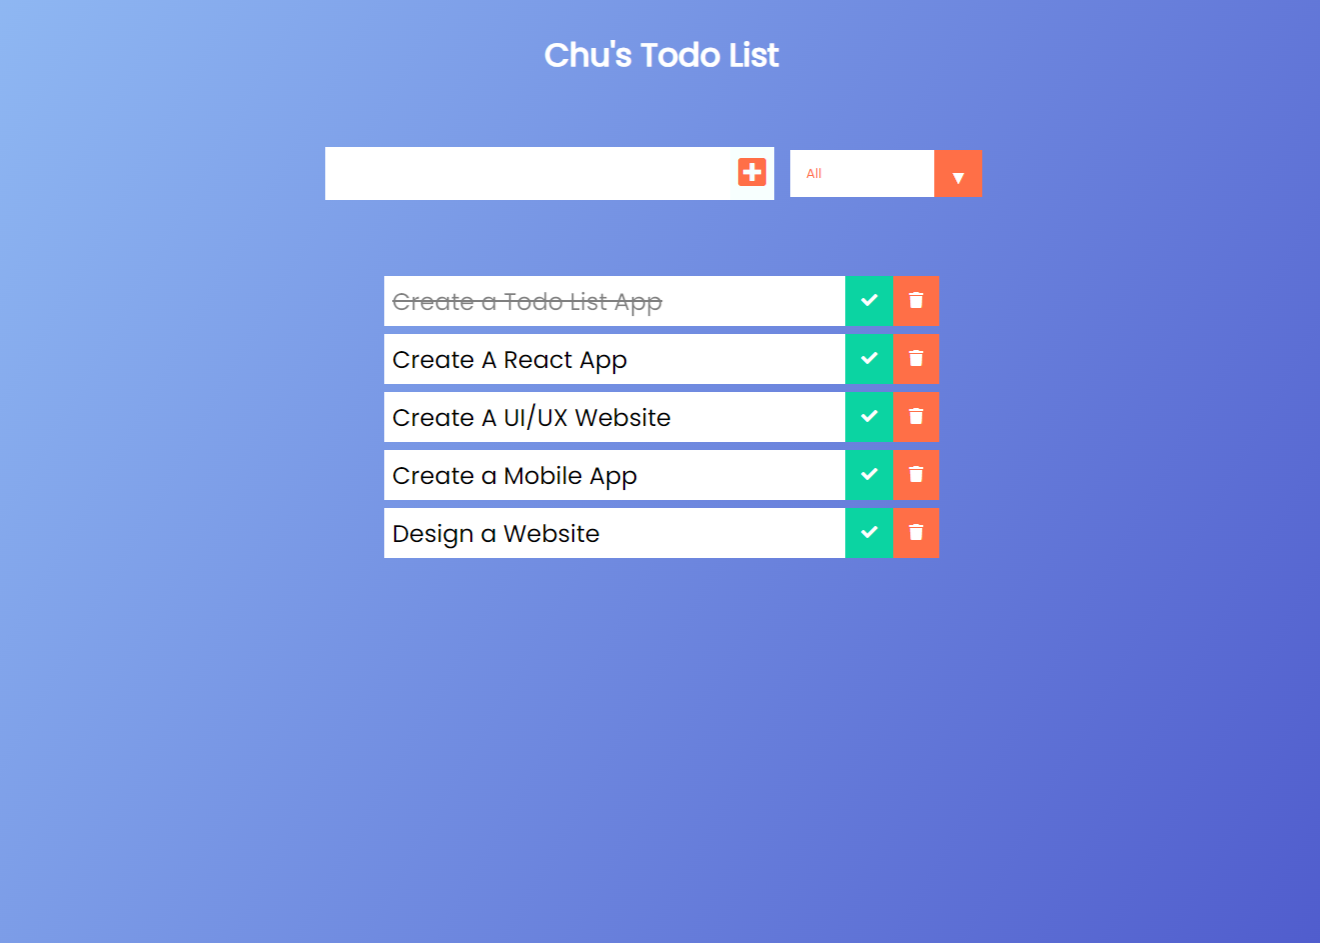 Chu's Todo List
All
Create a Todo List App
Create A React App
Create A UI/UX Website
Create a Mobile App
Design a Website